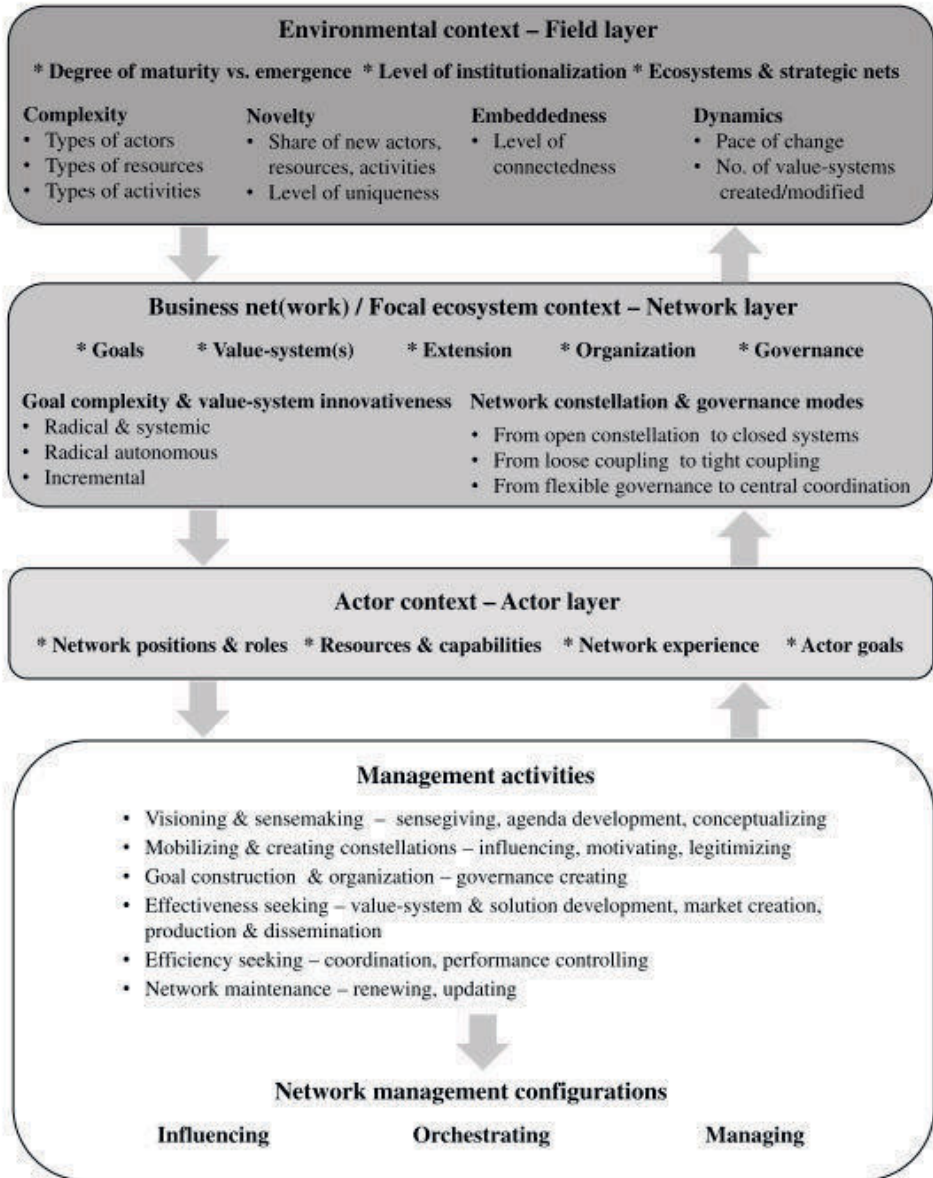 Environmental context – Field layer
* Degree of maturity vs. emergence * Level of institutionalization * Ecosystems & strategic nets
Complexity
• Types of actors
• Types of resources
• Types of activities
Novelty
• Share of new actors,
resources, activities
• Level of uniqueness
Embeddedness
• Level of
connectedness
Dynamics
• Pace of change
• No. of value-systems
created/modified
Business net(work) / Focal ecosystem context – Network layer
* Goals * Value-system(s) * Extension * Organization * Governance
Goal complexity & value-system innovativeness
• Radical & systemic
• Radical autonomous
• Incremental
Network constellation & governance modes
• From open constellation to closed systems
• From loose coupling to tight coupling
• From flexible governance to central coordination
Actor context – Actor layer
* Network positions & roles * Resources & capabilities * Network experience * Actor goals
Management activities
• Visioning & sensemaking – sensegiving, agenda development, conceptualizing
• Mobilizing & creating constellations – influencing, motivating, legitimizing
• Goal construction & organization – governance creating
• Effectiveness seeking – value-system & solution development, market creation,
production & dissemination
• Efficiency seeking – coordination, performance controlling
• Network maintenance – renewing, updating
Network management configurations
Influencing Orchestrating Managing